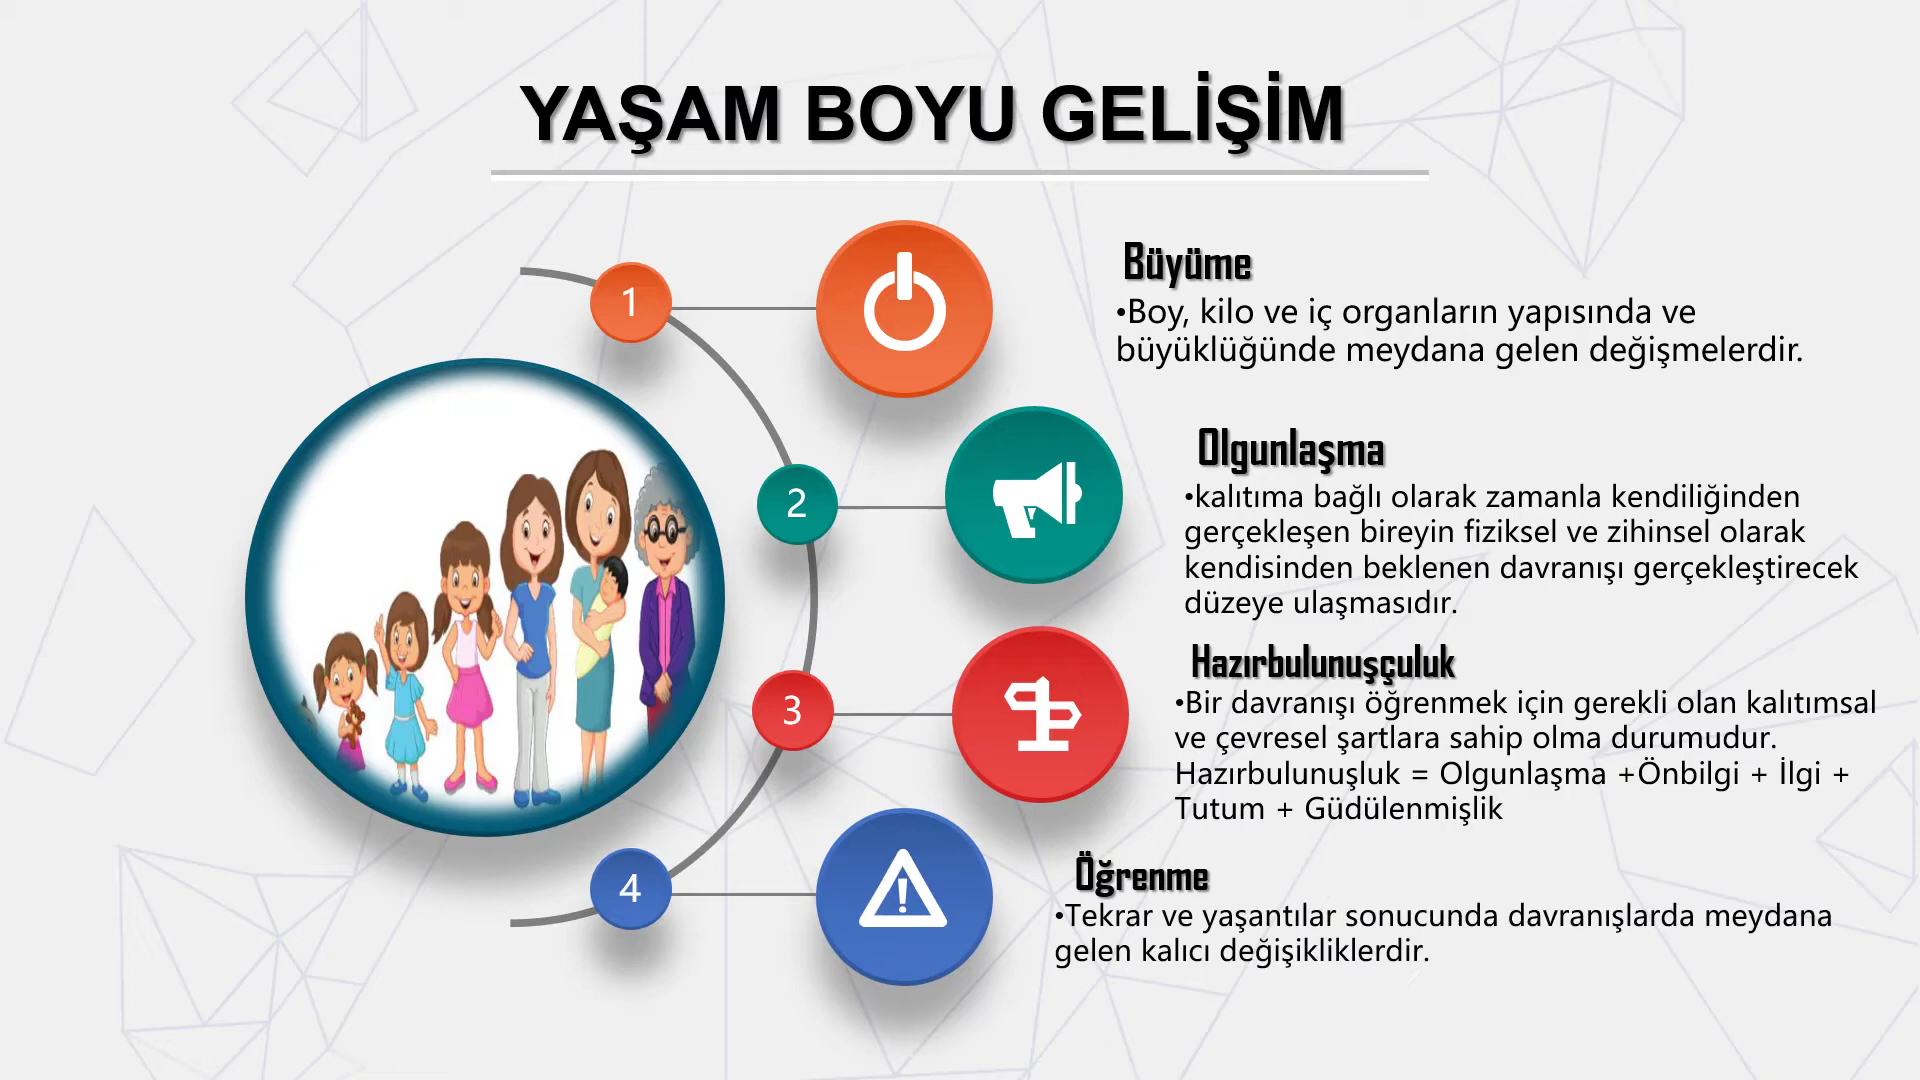 YAŞAM BOYU GELİŞİM
1
Büyüme
•Boy, kilo ve iç organların yapısında ve
büyüklüğünde meydana gelen değişmelerdir.
2
Olgunlaşma
•kalıtıma bağlı olarak zamanla kendiliğinden
gerçekleşen bireyin fiziksel ve zihinsel olarak
kendisinden beklenen davranışı gerçekleştirecek
düzeye ulaşmasıdır.
3
Hazırbulunuşçuluk
•Bir davranışı öğrenmek için gerekli olan kalıtımsal
ve çevresel şartlara sahip olma durumudur.
Hazırbulunuşluk = Olgunlaşma +Önbilgi + İlgi +
Tutum + Güdülenmişlik
4
Öğrenme
•Tekrar ve yaşantılar sonucunda davranışlarda meydana
gelen kalıcı değişikliklerdir.